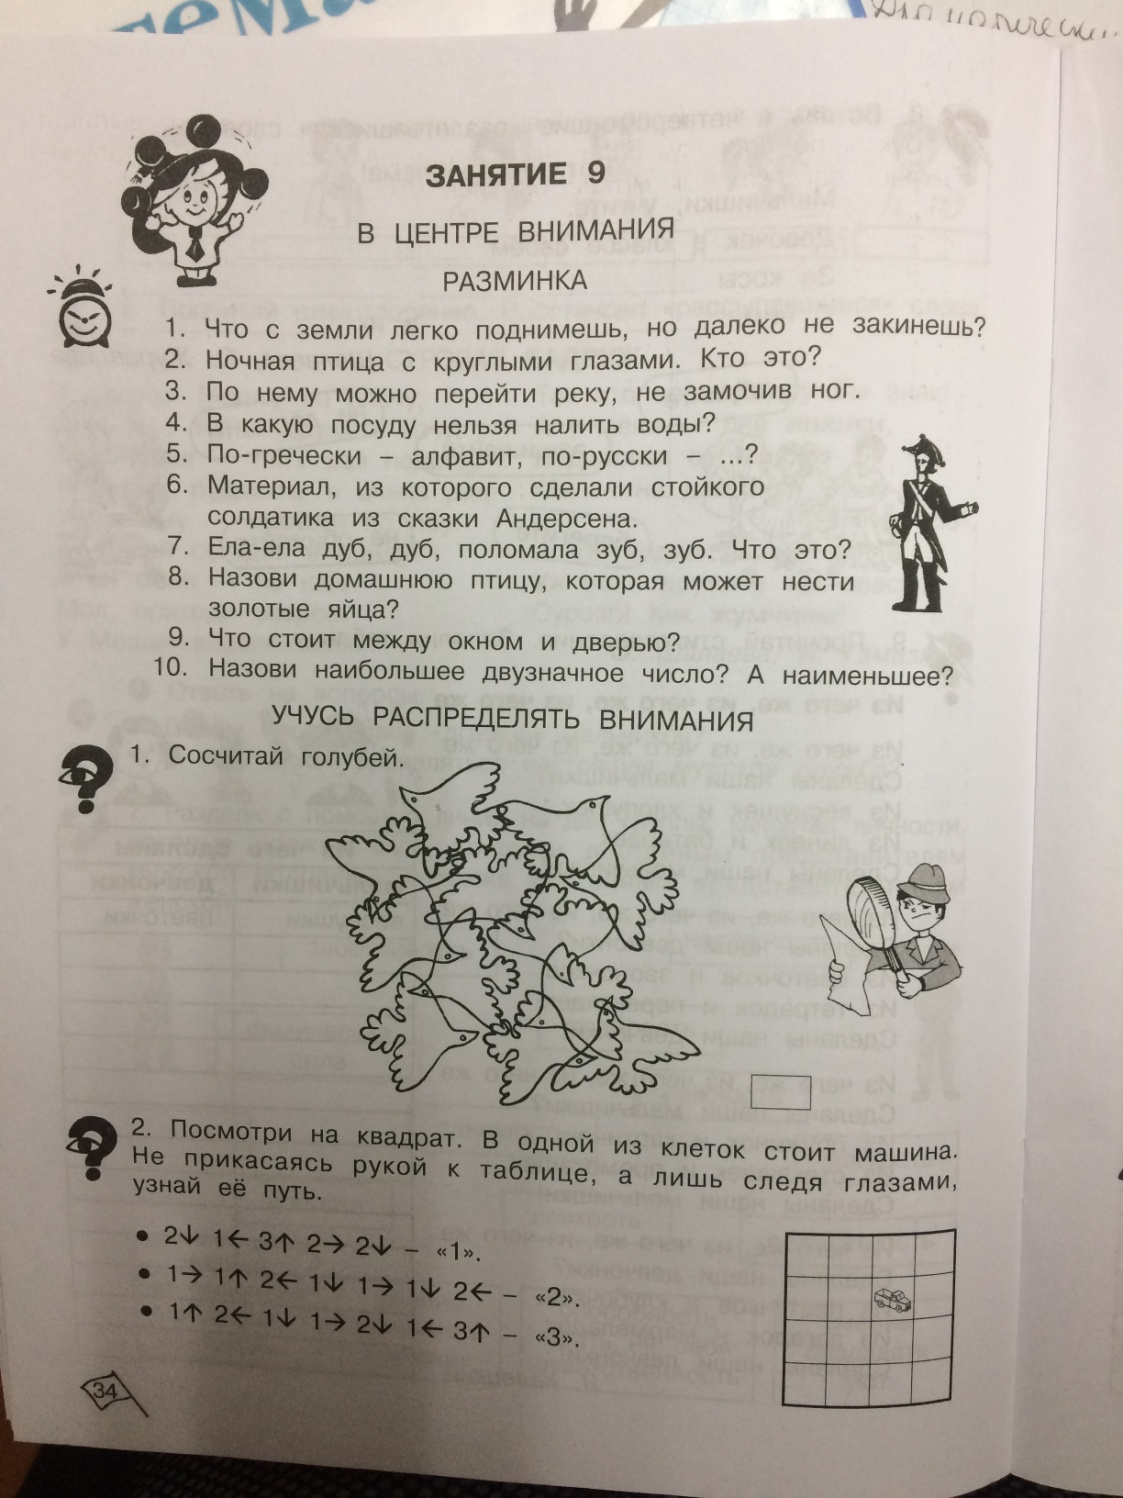 ЗАНЯТИЕ 9
В ЦЕНТРЕ ВНИМАНИЯ
РАЗМИНКА
1. Что с земли легко поднимешь, но далеко не закинешь?
2. Ночная птица с круглыми глазами. Кто это?
3. По нему можно перейти реку, не замочив ног.
4. В какую посуду нельзя налить воды?
5. По-гречески – алфавит, по-русски – ...?
6. Материал, из которого сделали стойкого
солдатика из сказки Андерсена.
7. Ела-ела дуб, дуб, поломала зуб, зуб. Что это?
8. Назови домашнюю птицу, которая может нести
золотые яйца?
9. Что стоит между окном и дверью?
10. Назови наибольшее двузначное число? А наименьшее?
УЧУСЬ РАСПРЕДЕЛЯТЬ ВНИМАНИЯ
1. Сосчитай голубей.
2. Посмотри на квадрат. В одной из клеток стоит машина.
Не прикасаясь рукой к таблице, а лишь следя глазами,
узнай её путь.
• 2↓ 1← 3↑ 2→ 2↓ – «1».
• 1→ 1↑ 2← 1↓ 1→ 1↓ 2← – «2».
• 1↑ 2← 1↓ 1→ 2↓ 1← 3↑ – «3».
34